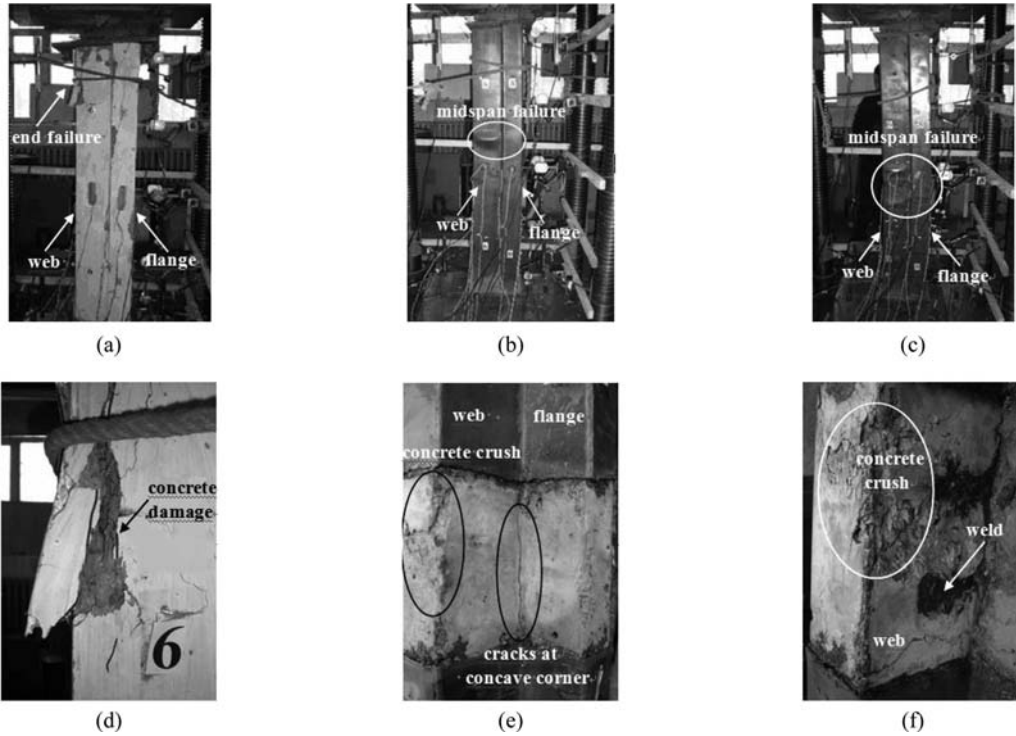 end failure
web
flange
(a)
midspan failure
web
flange
(b)
midspan failure
web
flange
(c)
concrete
damage
6
(d)
web
flange
concrete crush
cracks at
concave corner
(e)
concrete
crush
weld
web
(f)